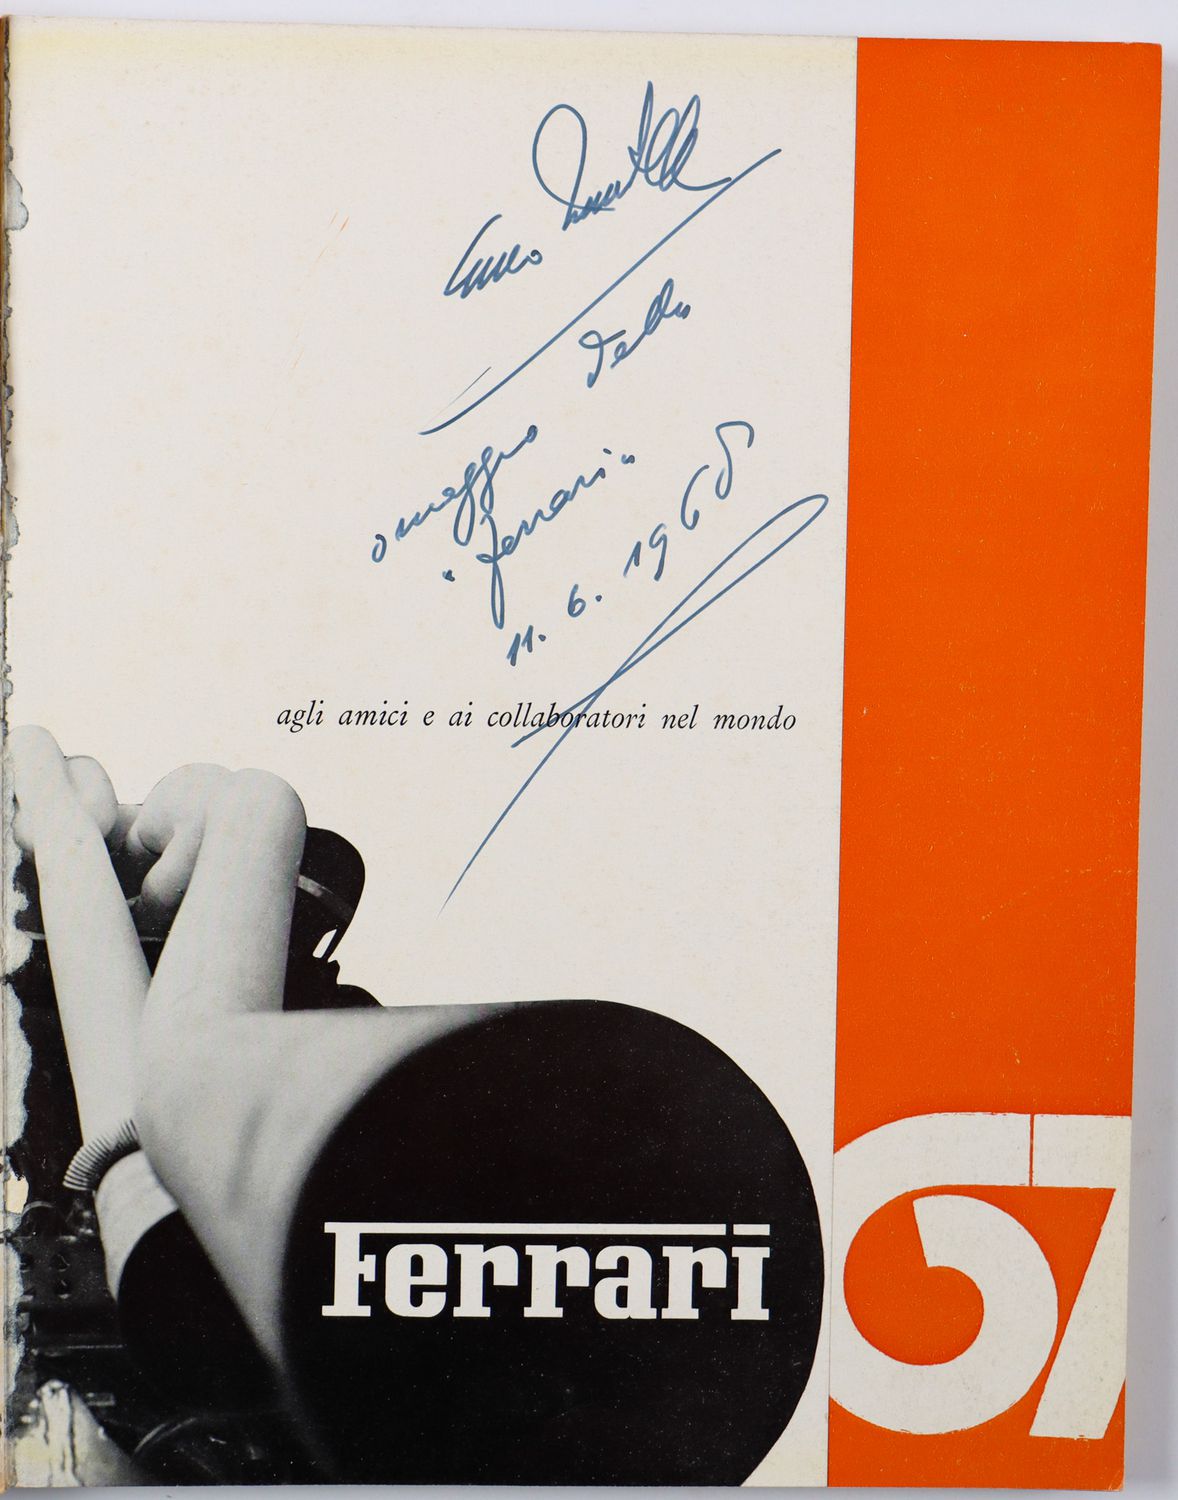 omaggio della
"Ferrari"
11. 6. 1968
agli amici e ai collaboratori nel mondo
Ferrari
67